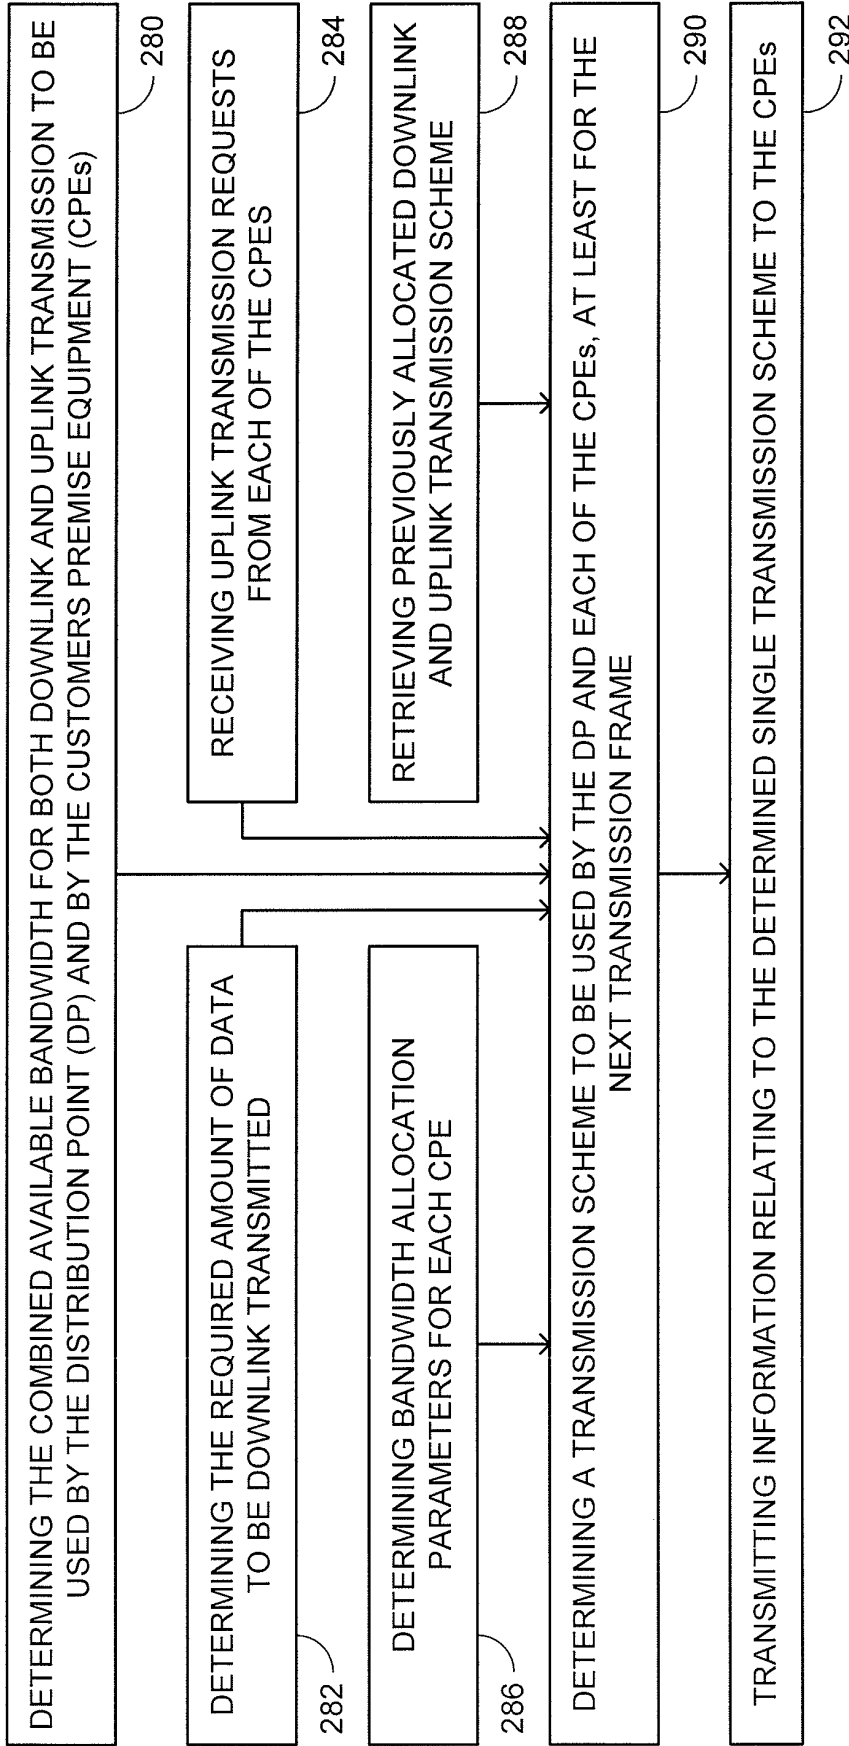 DETERMINING THE COMBINED AVAILABLE BANDWIDTH FOR BOTH DOWNLINK AND UPLINK TRANSMISSION TO BE
USED BY THE DISTRIBUTION POINT (DP) AND BY THE CUSTOMERS PREMISE EQUIPMENT (CPEs)
280
DETERMINING THE REQUIRED AMOUNT OF DATA
TO BE DOWNLINK TRANSMITTED
282
RECEIVING UPLINK TRANSMISSION REQUESTS
FROM EACH OF THE CPES
284
DETERMINING BANDWIDTH ALLOCATION
PARAMETERS FOR EACH CPE
286
RETRIEVING PREVIOUSLY ALLOCATED DOWNLINK
AND UPLINK TRANSMISSION SCHEME
288
DETERMINING A TRANSMISSION SCHEME TO BE USED BY THE DP AND EACH OF THE CPEs, AT LEAST FOR THE
NEXT TRANSMISSION FRAME
290
TRANSMITTING INFORMATION RELATING TO THE DETERMINED SINGLE TRANSMISSION SCHEME TO THE CPEs
292